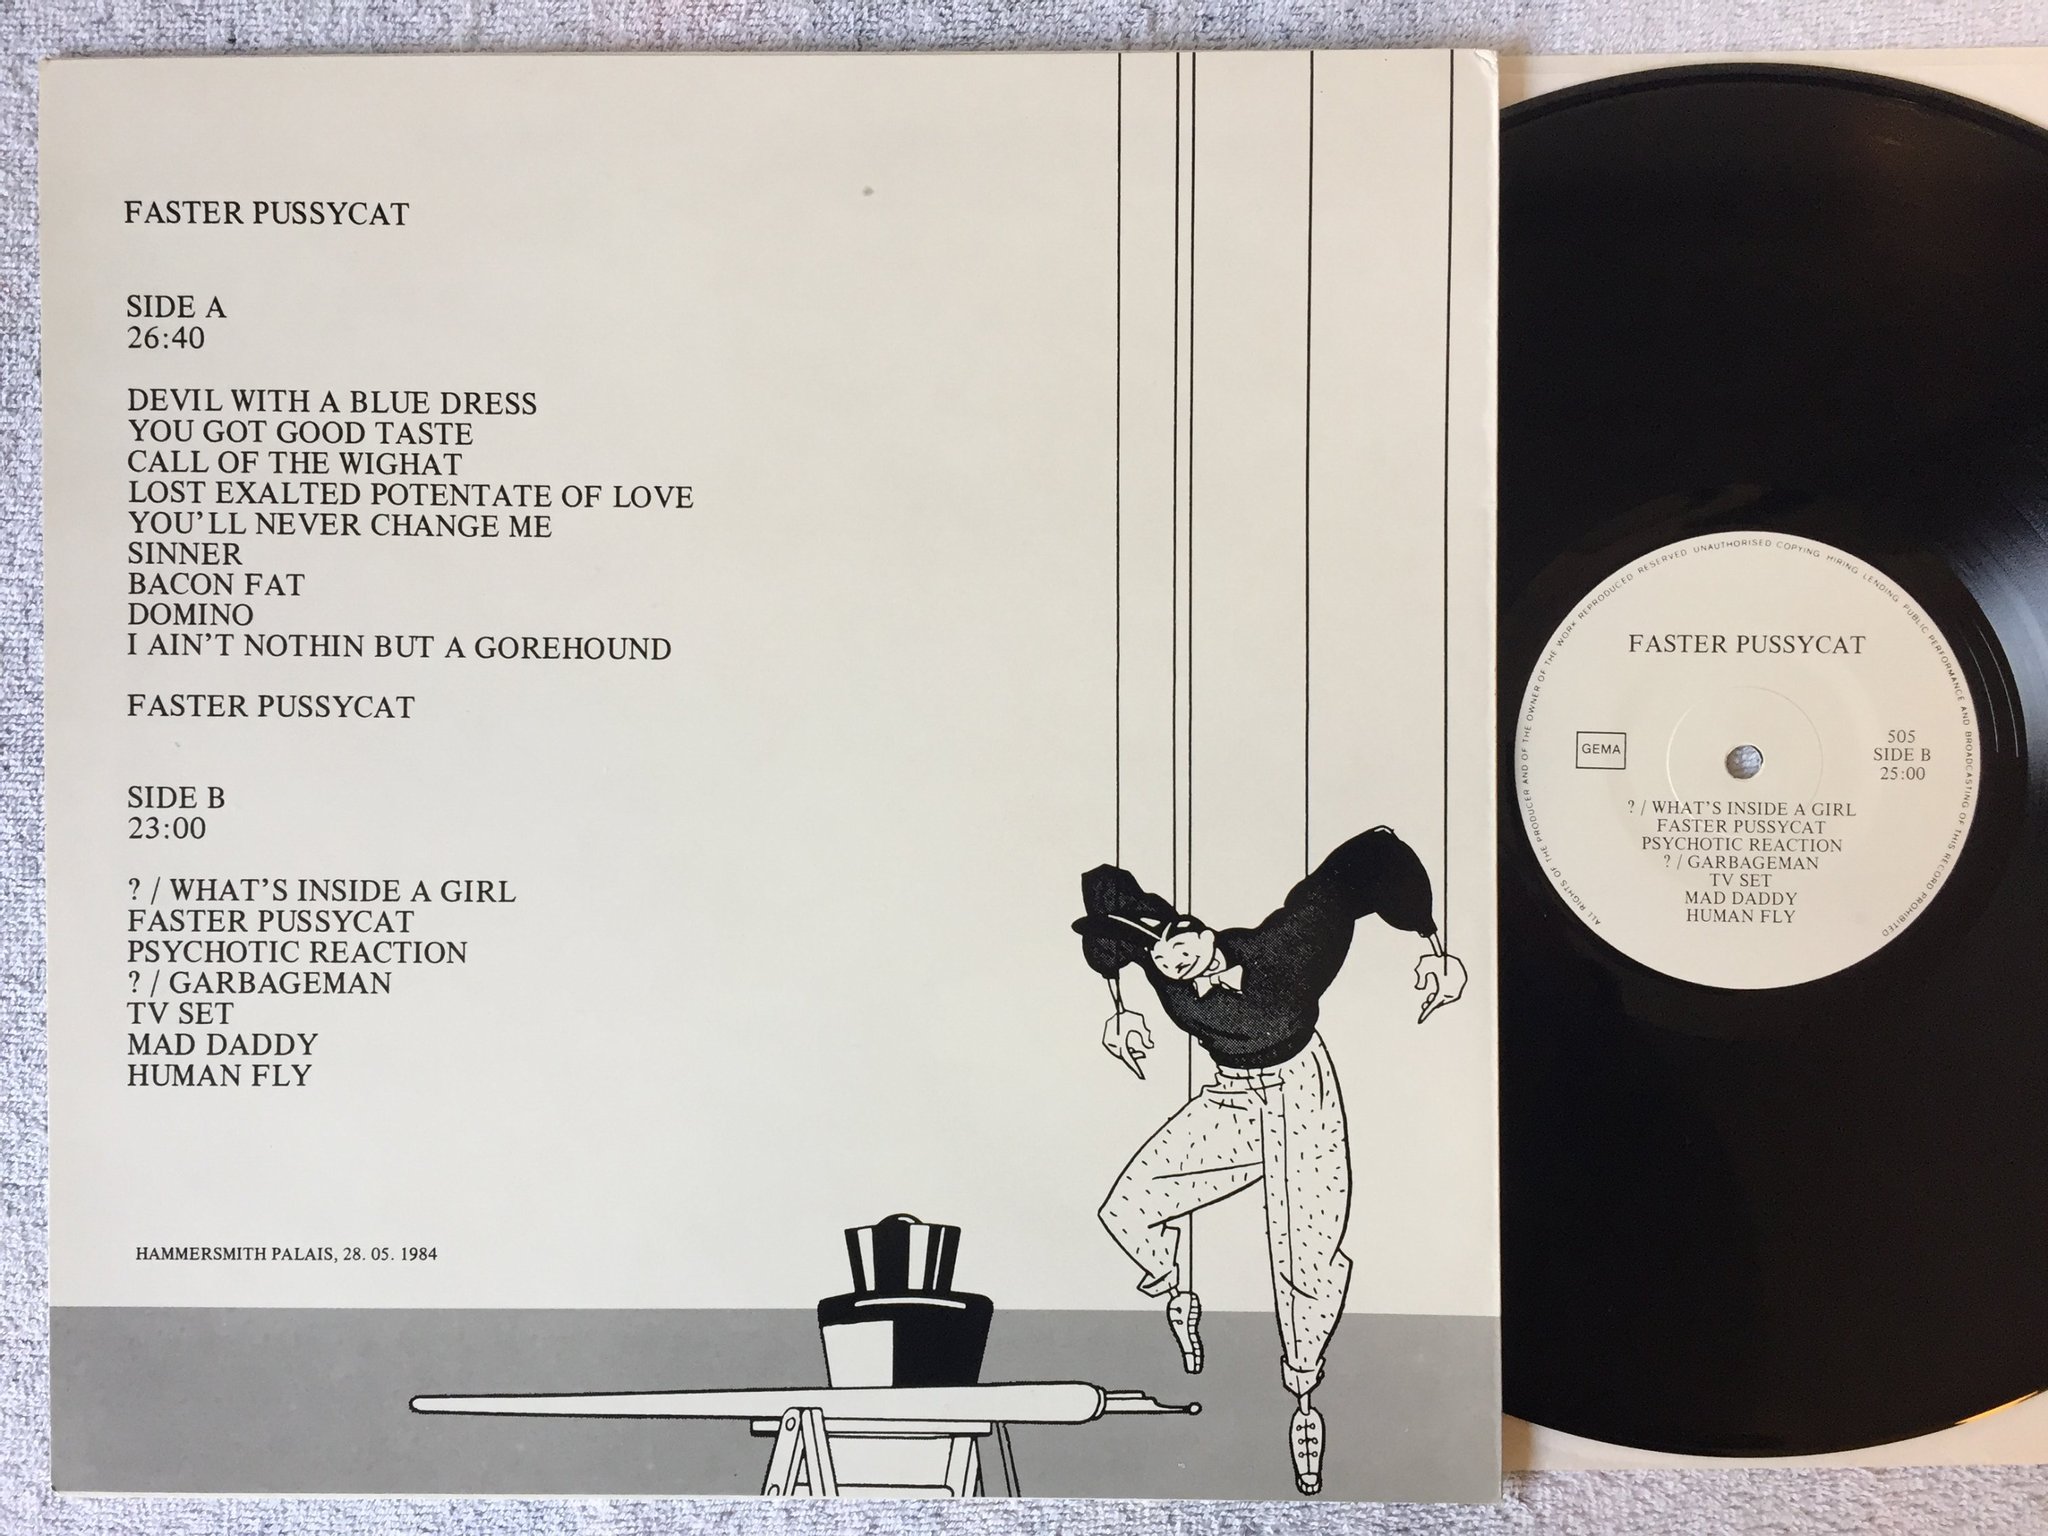 FASTER PUSSYCAT
SIDE A
26:40
DEVIL WITH A BLUE DRESS
YOU GOT GOOD TASTE
CALL OF THE WIGHAT
LOST EXALTED POTENTATE OF LOVE
YOU'LL NEVER CHANGE ME
SINNER
BACON FAT
DOMINO
I AIN'T NOTHIN BUT A GOREHOUND
FASTER PUSSYCAT
SIDE B
23:00
? / WHAT'S INSIDE A GIRL
FASTER PUSSYCAT
PSYCHOTIC REACTION
? / GARBAGEMAN
TV SET
MAD DADDY
HUMAN FLY
HAMMERSMITH PALAIS, 28. 05. 1984
ALL RIGHTS OF THE PRODUCER AND OF THE OWNER OF THE WORK REPRODUCED RESERVED UNAUTHORISED COPYING HIRING LENDING PUBLIC PERFORMANCE AND BROADCASTING OF THIS RECORD PROHIBITED
FASTER PUSSYCAT
GEMA
505
SIDE B
25:00
? / WHAT'S INSIDE A GIRL
FASTER PUSSYCAT
PSYCHOTIC REACTION
? / GARBAGEMAN
TV SET
MAD DADDY
HUMAN FLY